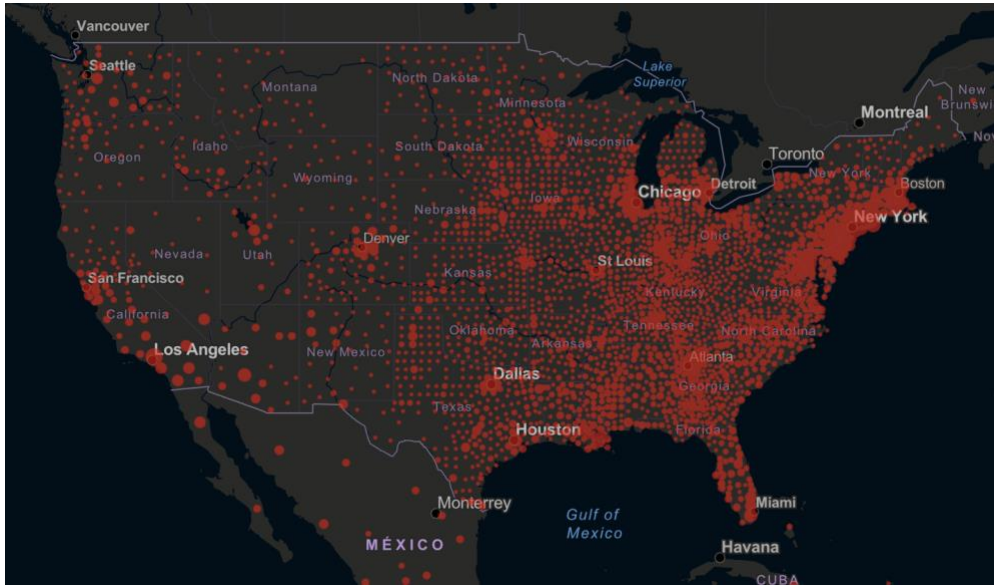 Vancouver
Seattle
Montana
North Dakota
Lake
Superior
Minnesota
New
Brunswi
Montreal
Oregon
Idaho
South Dakota
Wisconsin
Toronto
Nov
Wyoming
New York
Iowa
Chicago
Detroit
Boston
Nebraska
New York
Nevada
Utah
Denver
Ohio
San Francisco
Kansas
St Louis
California
Kentucky
Virginia
Los Angeles
New Mexico
Oklahoma
Tennessee
North Carolina
Arkansas
Atlanta
Dallas
Georgia
Texas
Houston
Florida
Monterrey
Miami
Gulf of
Mexico
MÉXICO
Havana
CUBA